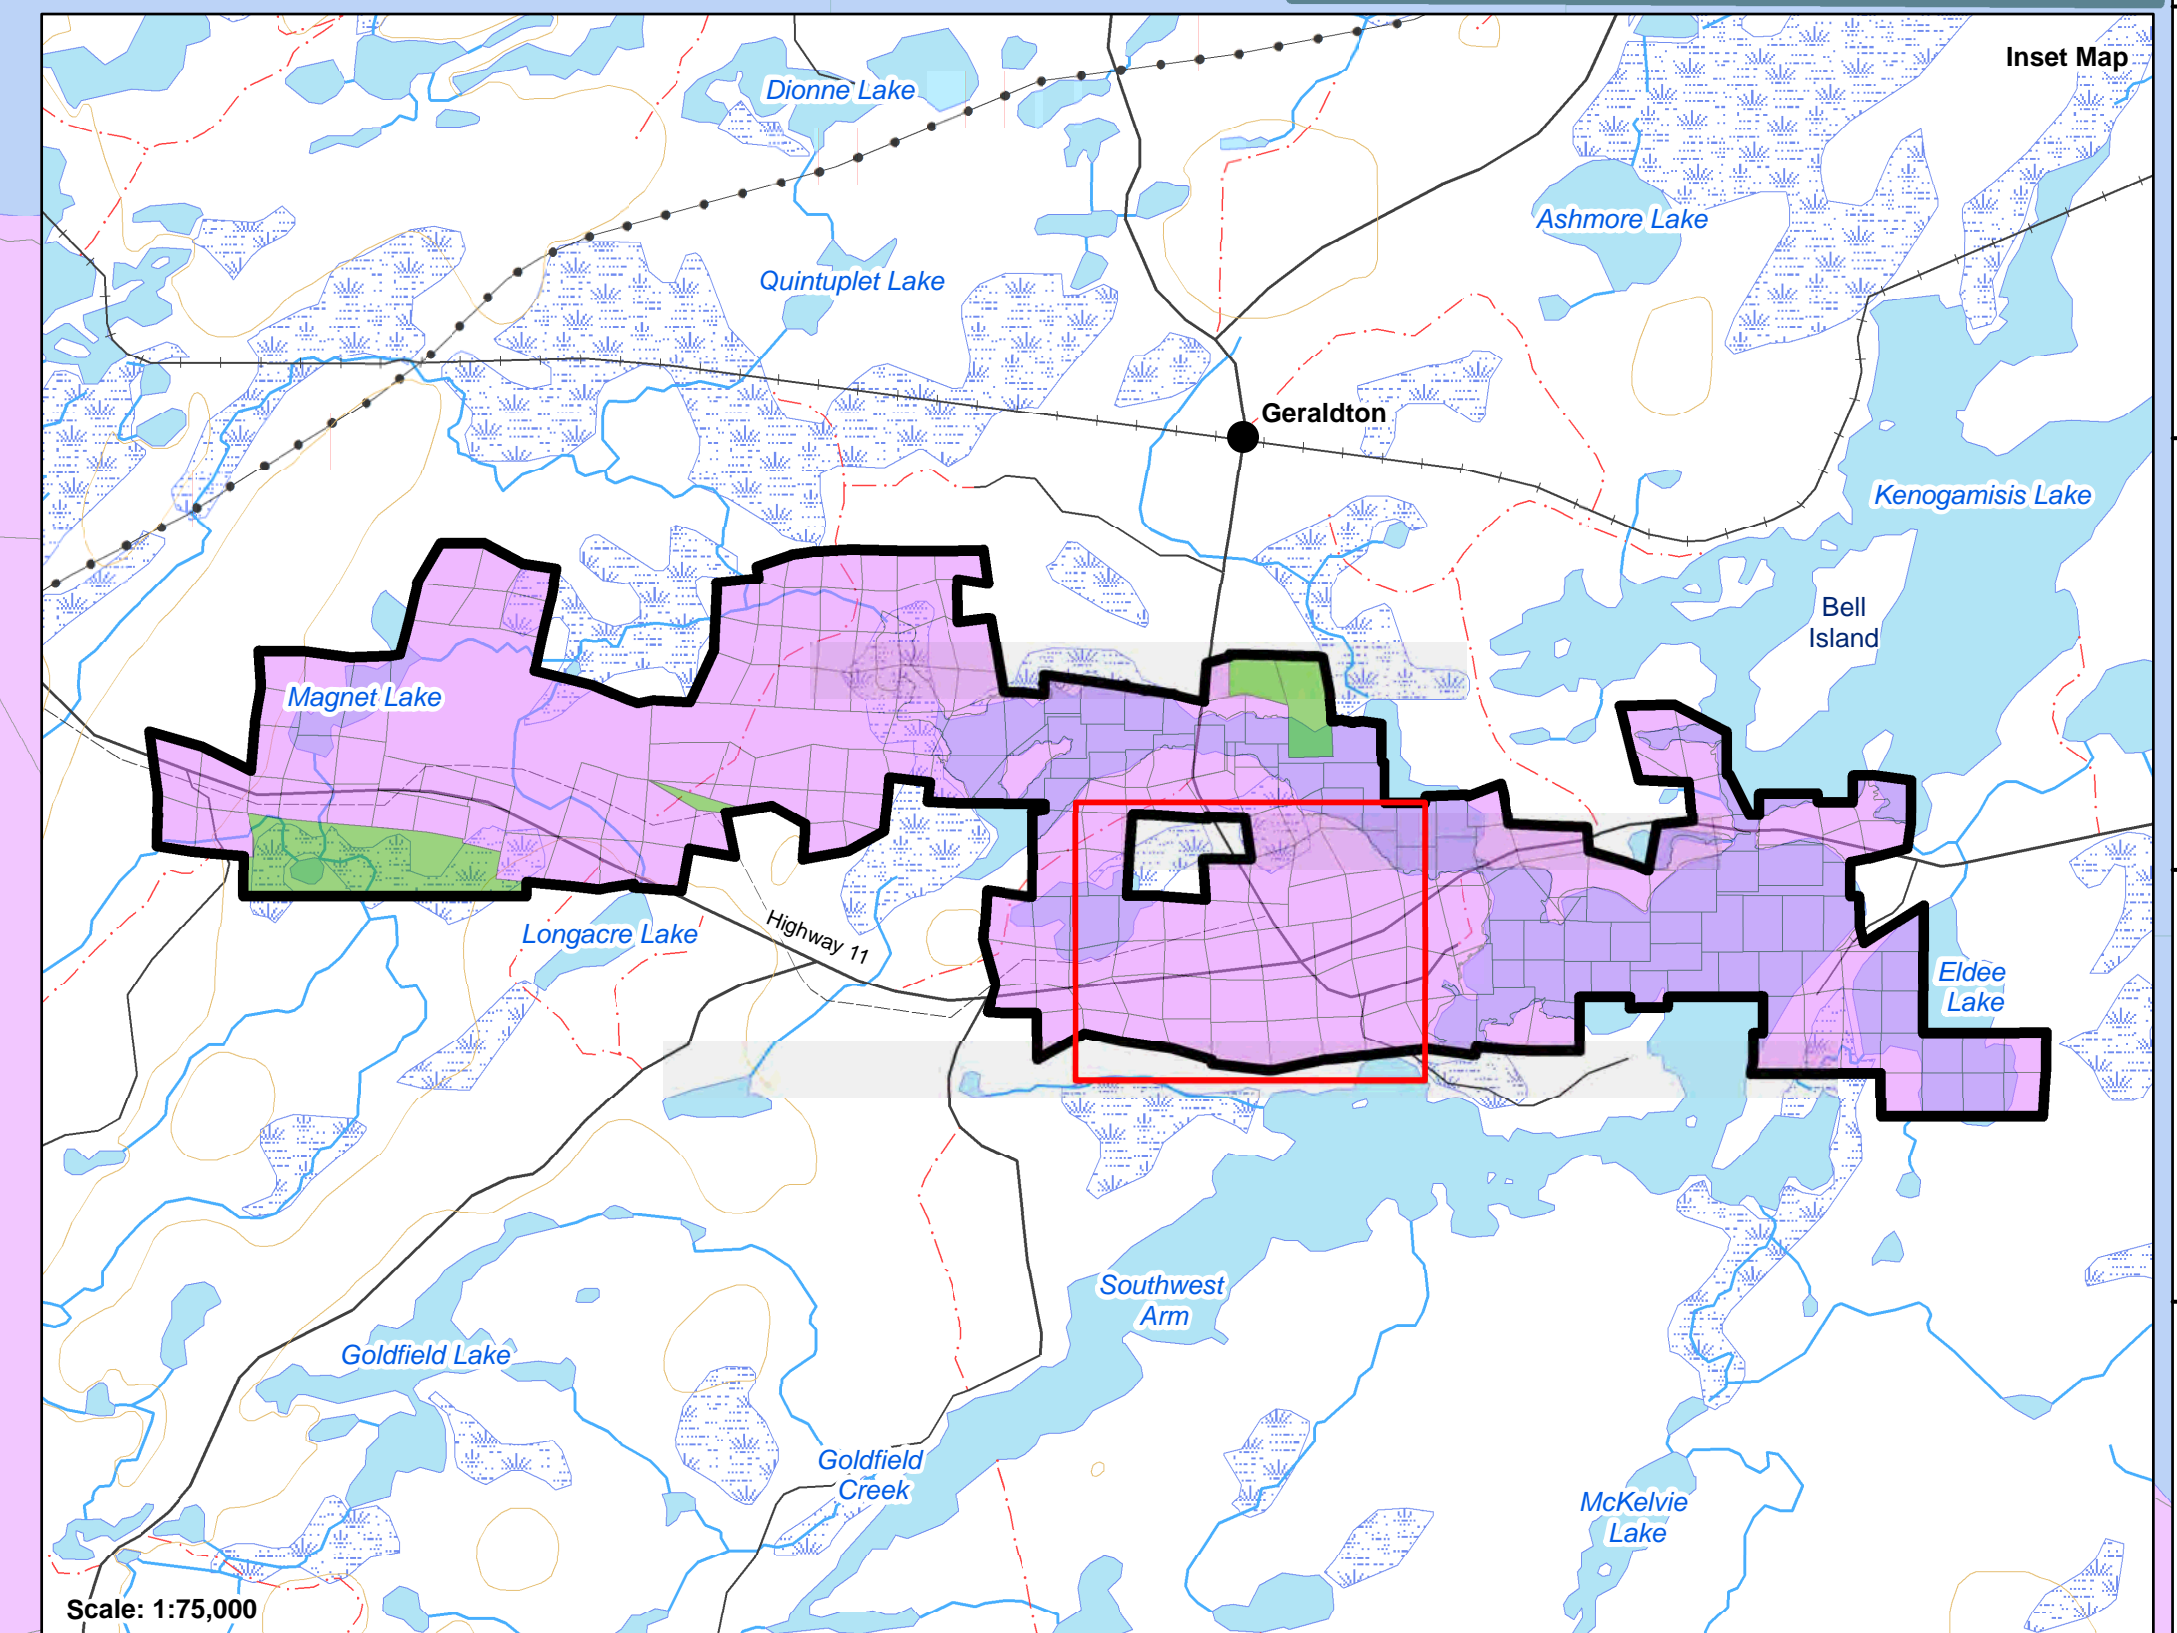 Inset Map
Dionne Lake
Ashmore Lake
Quintuplet Lake
Geraldton
Kenogamisis Lake
Bell
Island
Magnet Lake
Longacre Lake
Highway 11
Eldee
Lake
Southwest
Arm
Goldfield Lake
Goldfield
Creek
McKelvie
Lake
Scale: 1:75,000